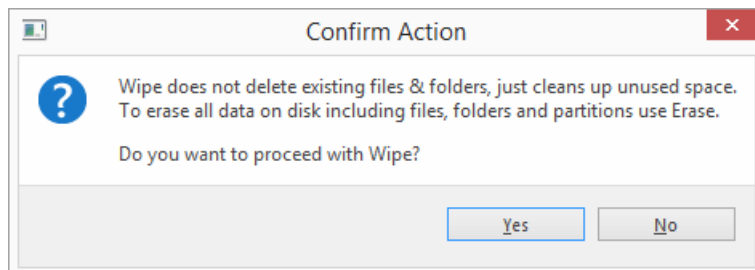 Confirm Action
Wipe does not delete existing files & folders, just cleans up unused space.
To erase all data on disk including files, folders and partitions use Erase.
Do you want to proceed with Wipe?
Yes
No